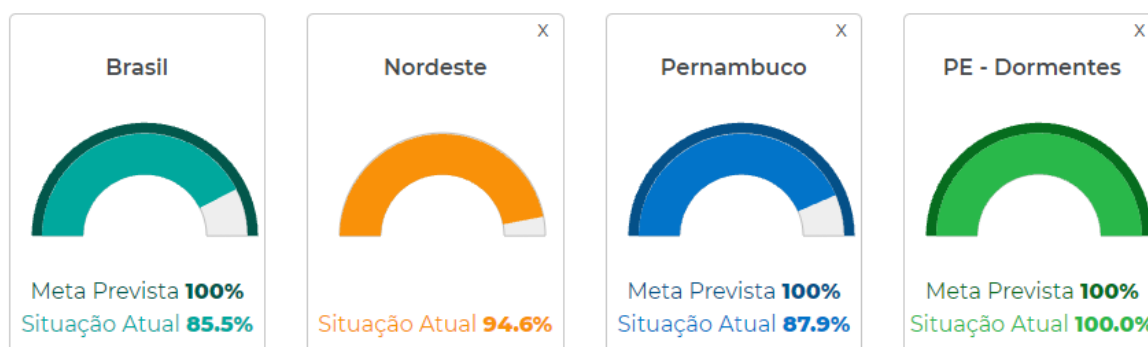 X
X
X
Brasil
Nordeste
Pernambuco
PE - Dormentes
Meta Prevista 100%
Situação Atual 85.5%
Situação Atual 94.6%
Meta Prevista 100%
Situação Atual 87.9%
Meta Prevista 100%
Situação Atual 100.0%